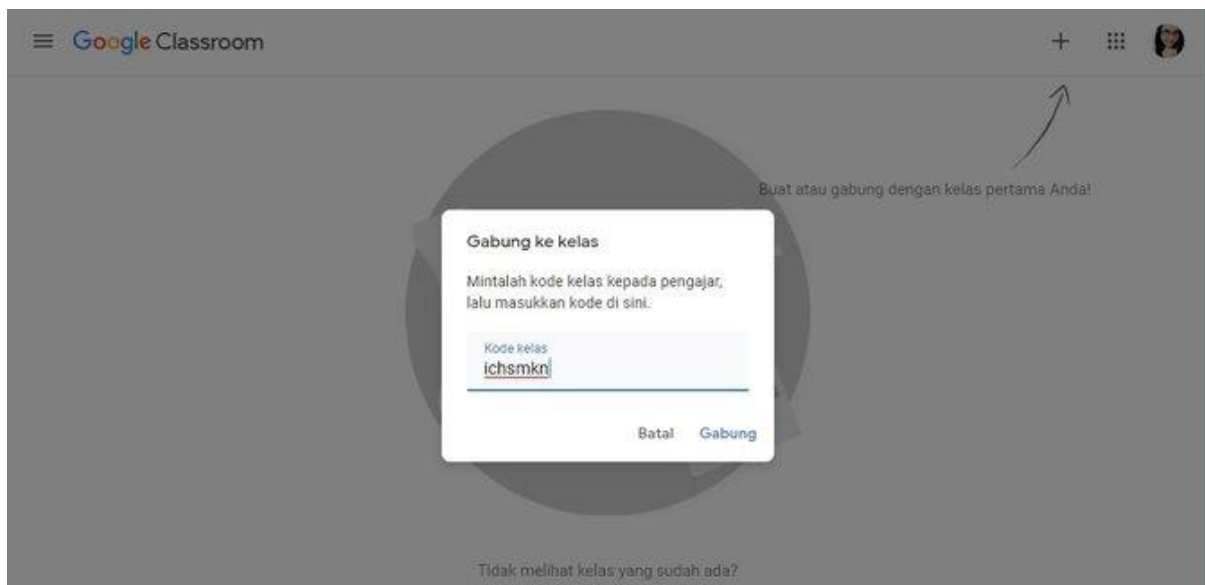 Google Classroom
Buat atau gabung dengan kelas pertama Anda!
Gabung ke kelas
Mintalah kode kelas kepada pengajar,
lalu masukkan kode di sini.
Kode kelas
ichsmkn
Batal Gabung
Tidak melihat kelas yang sudah ada?